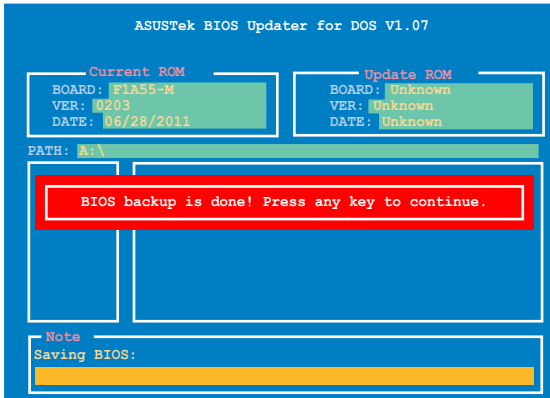 ASUSTek BIOS Updater for DOS V1.07
Current ROM
BOARD: F1A55-M
VER: 0203
DATE: 06/28/2011
Update ROM
BOARD: Unknown
VER: Unknown
DATE: Unknown
PATH: A:\
BIOS backup is done! Press any key to continue.
Note
Saving BIOS: